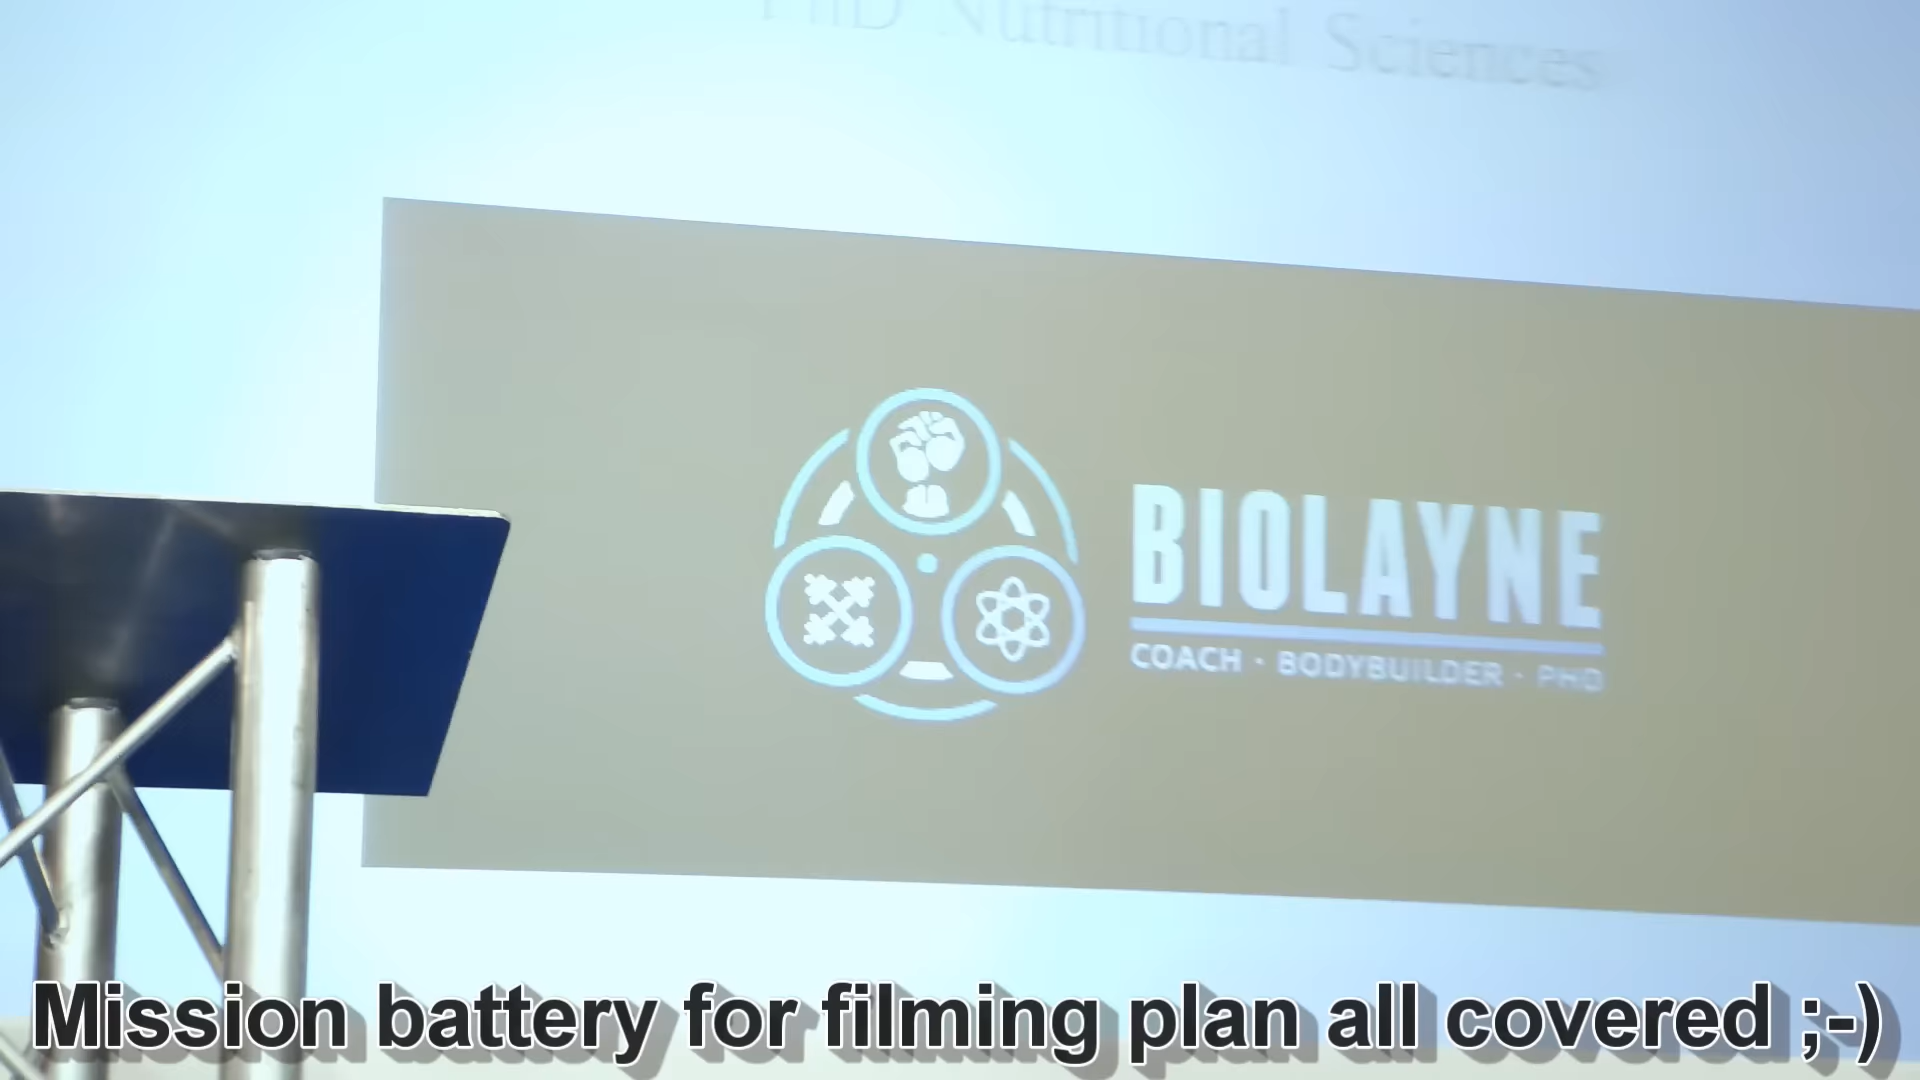 PhD Nutritional Sciences
BIOLAYNE
COACH · BODYBUILDER · PHD
Mission battery for filming plan all covered ;-)